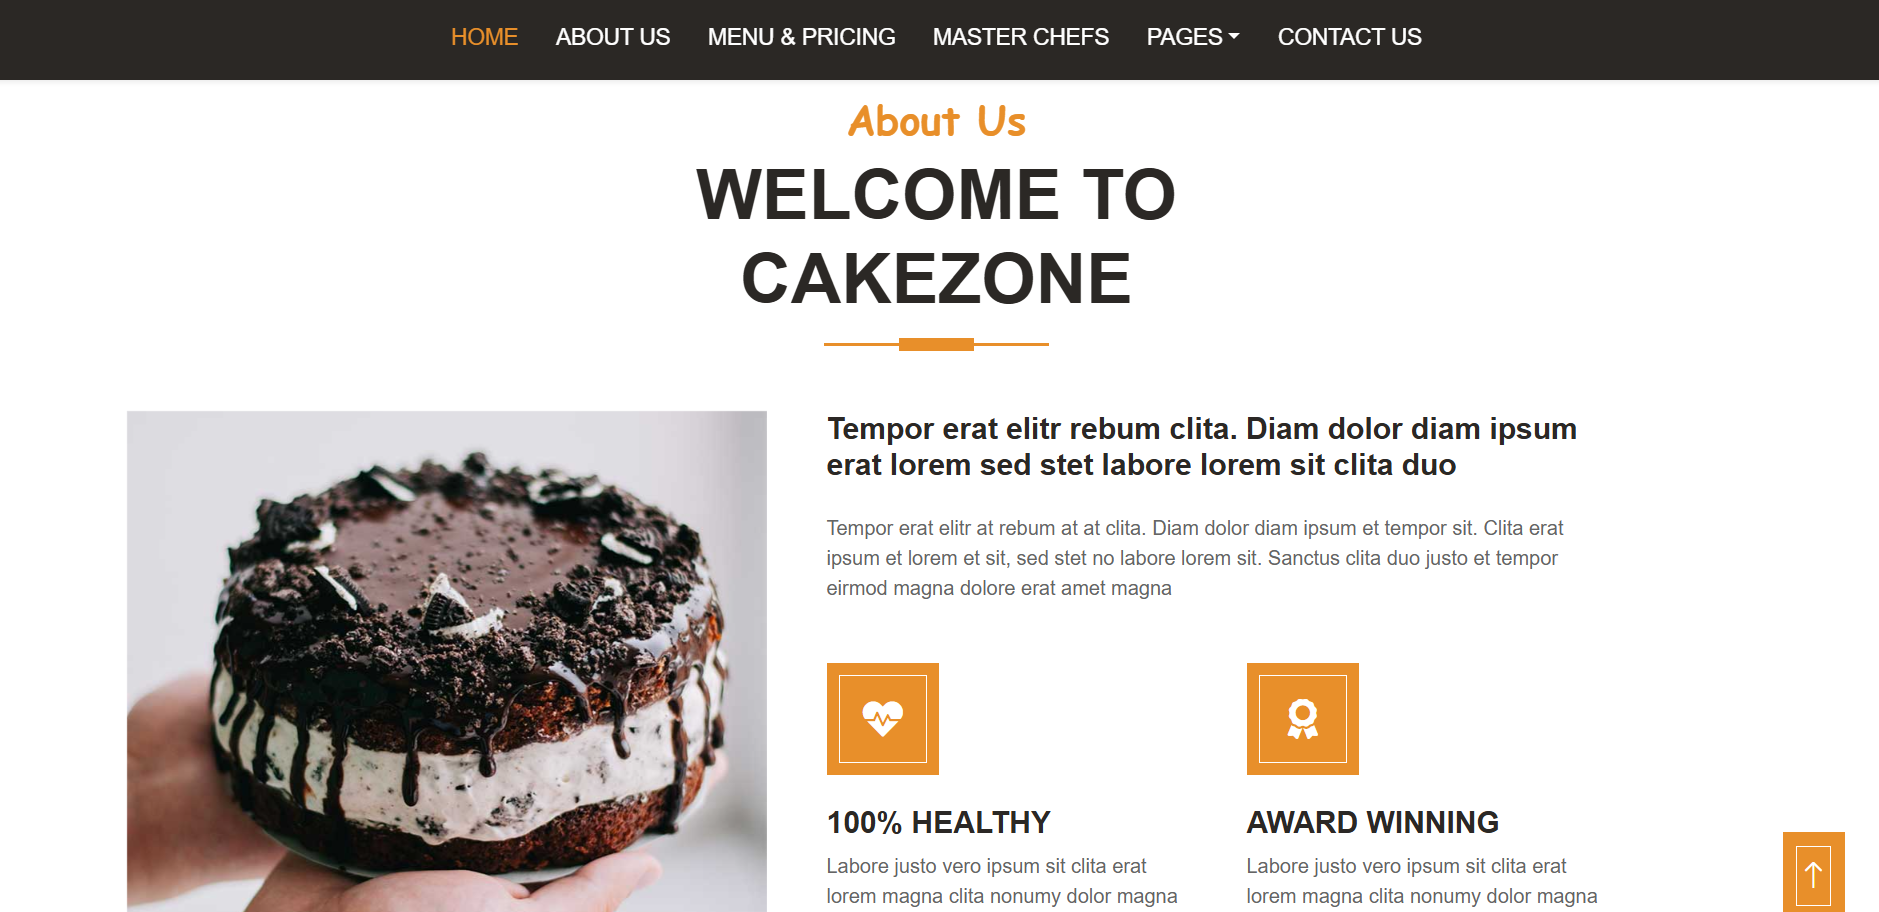 HOME ABOUT US MENU & PRICING MASTER CHEFS PAGES CONTACT US
About Us
WELCOME TO
CAKEZONE
Tempor erat elitr rebum clita. Diam dolor diam ipsum
erat lorem sed stet labore lorem sit clita duo
Tempor erat elitr at rebum at at clita. Diam dolor diam ipsum et tempor sit. Clita erat
ipsum et lorem et sit, sed stet no labore lorem sit. Sanctus clita duo justo et tempor
eirmod magna dolore erat amet magna
100% HEALTHY
Labore justo vero ipsum sit clita erat
lorem magna clita nonumy dolor magna
AWARD WINNING
Labore justo vero ipsum sit clita erat
lorem magna clita nonumy dolor magna